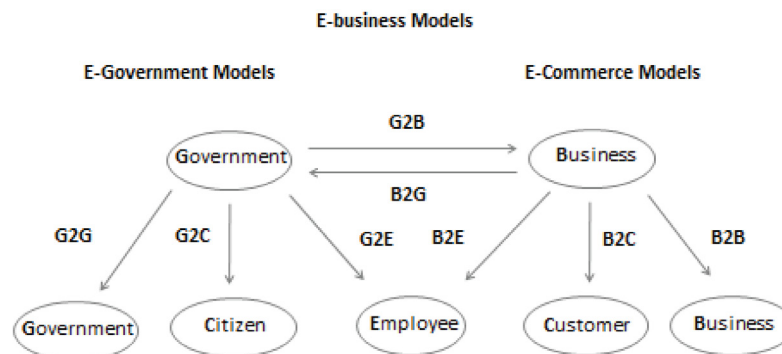 E-business Models
E-Government Models
E-Commerce Models
G2B
Government
Business
B2G
G2G
G2C
G2E
B2E
B2C
B2B
Government
Citizen
Employee
Customer
Business